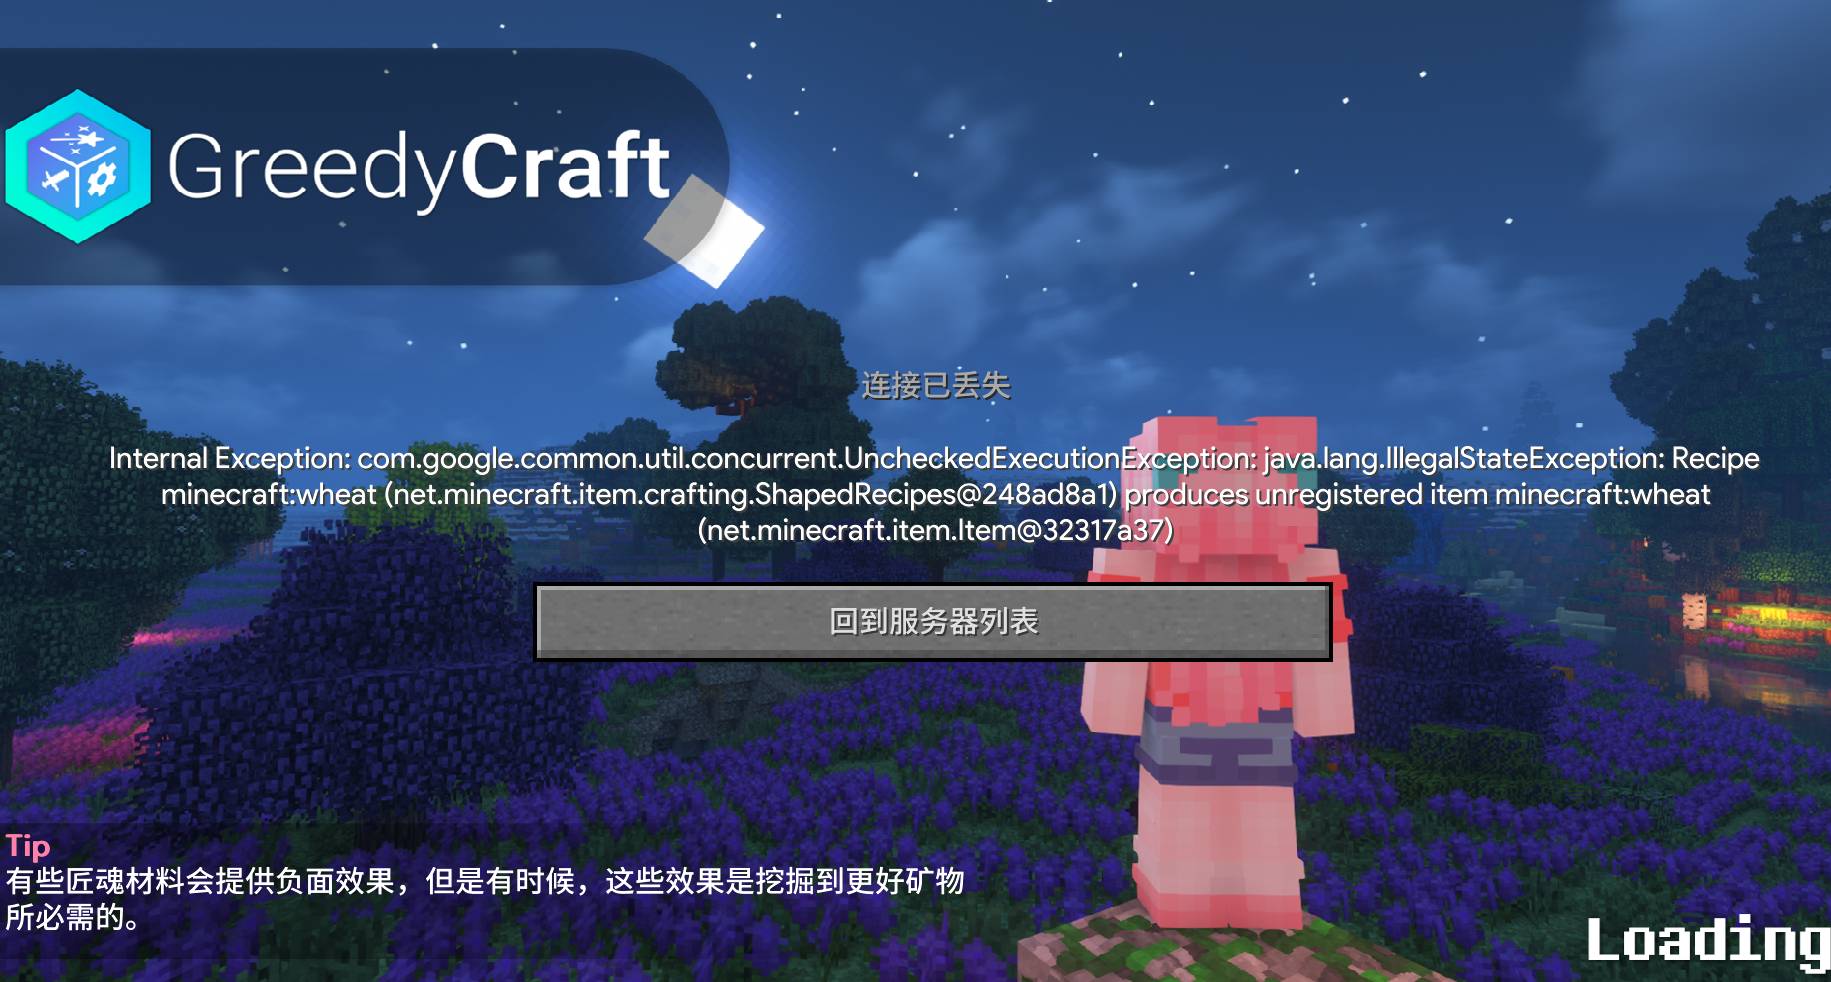 GreedyCraft
连接已丢失
Internal Exception: com.google.common.util.concurrent.UncheckedExecutionException: java.lang.IllegalStateException: Recipe
minecraft:wheat (net.minecraft.item.crafting.ShapedRecipes@248ad8a1) produces unregistered item minecraft:wheat
(net.minecraft.item.Item@32317a37)
回到服务器列表
Tip
有些匠魂材料会提供负面效果，但是有时候，这些效果是挖掘到更好矿物
所必需的。
Loading